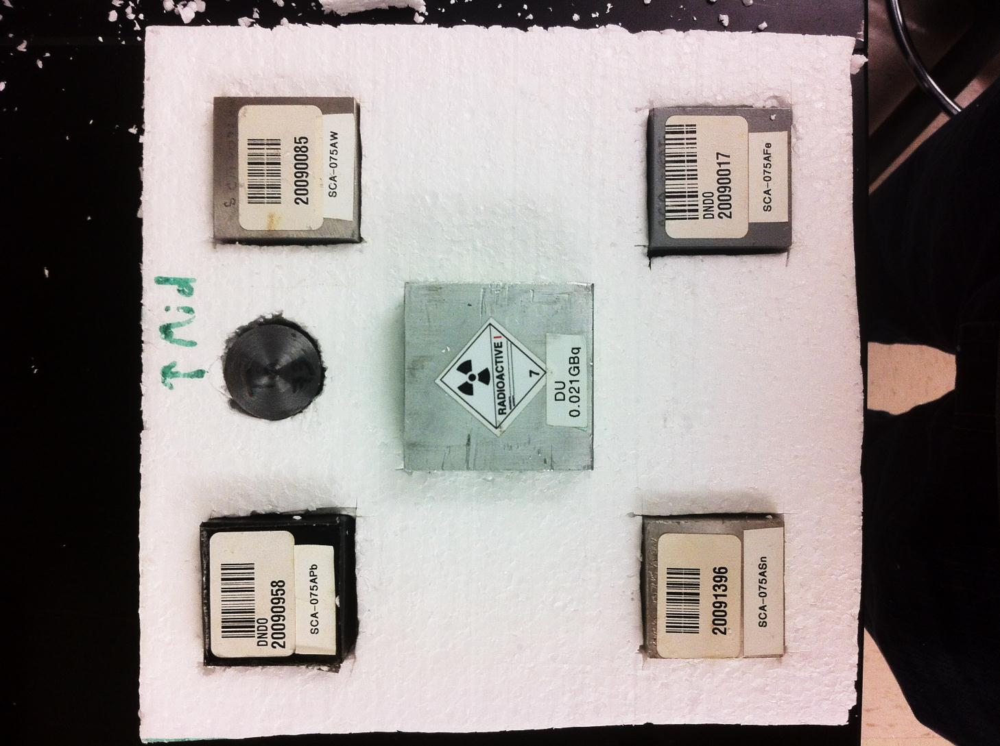 20090085
SCA-075AW
DNDO
20090017
SCA-075AFe
RADIOACTIVE I
7
DU
0.021GBq
DNDO
20090958
SCA-075APb
20091396
SCA-075ASn